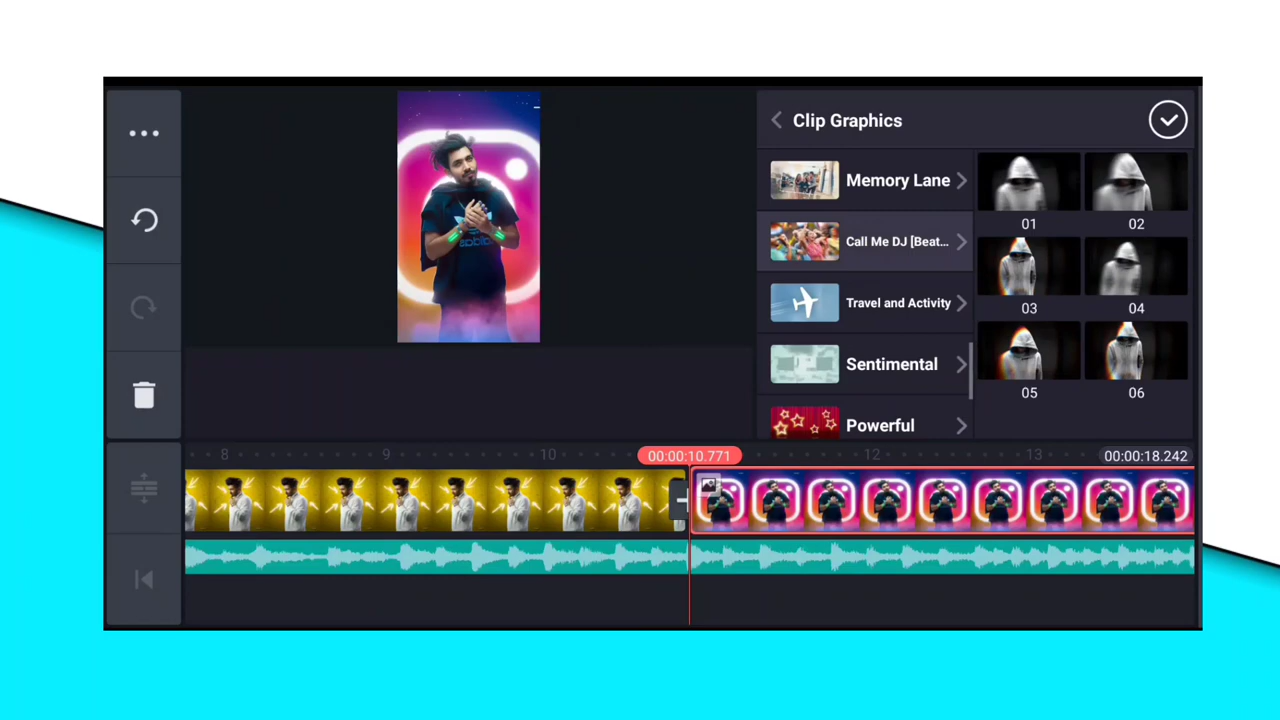 Clip Graphics
Memory Lane
Call Me DJ [Beat...
Travel and Activity
Sentimental
Powerful
01
02
03
04
05
06
8
9
10
00:00:10.771
12
13
00:00:18.242
adidas